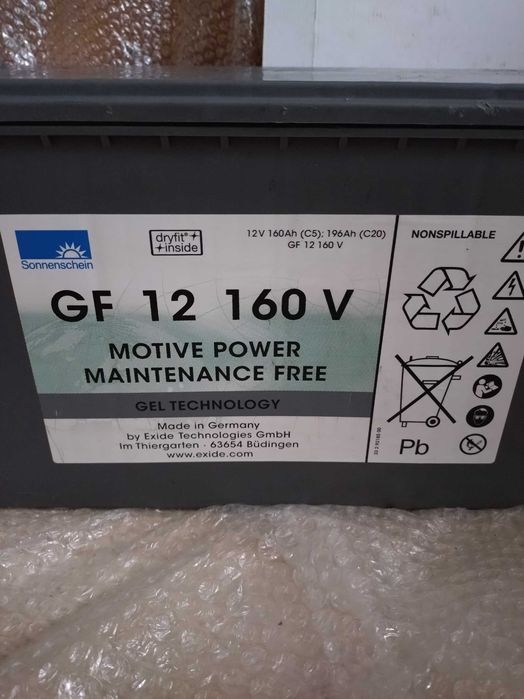 Sonnenschein
dryfit®
inside
12V 160Ah (C5); 196Ah (C20)
GF 12 160 V
GF 12 160 V
MOTIVE POWER
MAINTENANCE FREE
GEL TECHNOLOGY
Made in Germany
by Exide Technologies GmbH
Im Thiergarten · 63654 Büdingen
www.exide.com
NONSPILLABLE
Pb